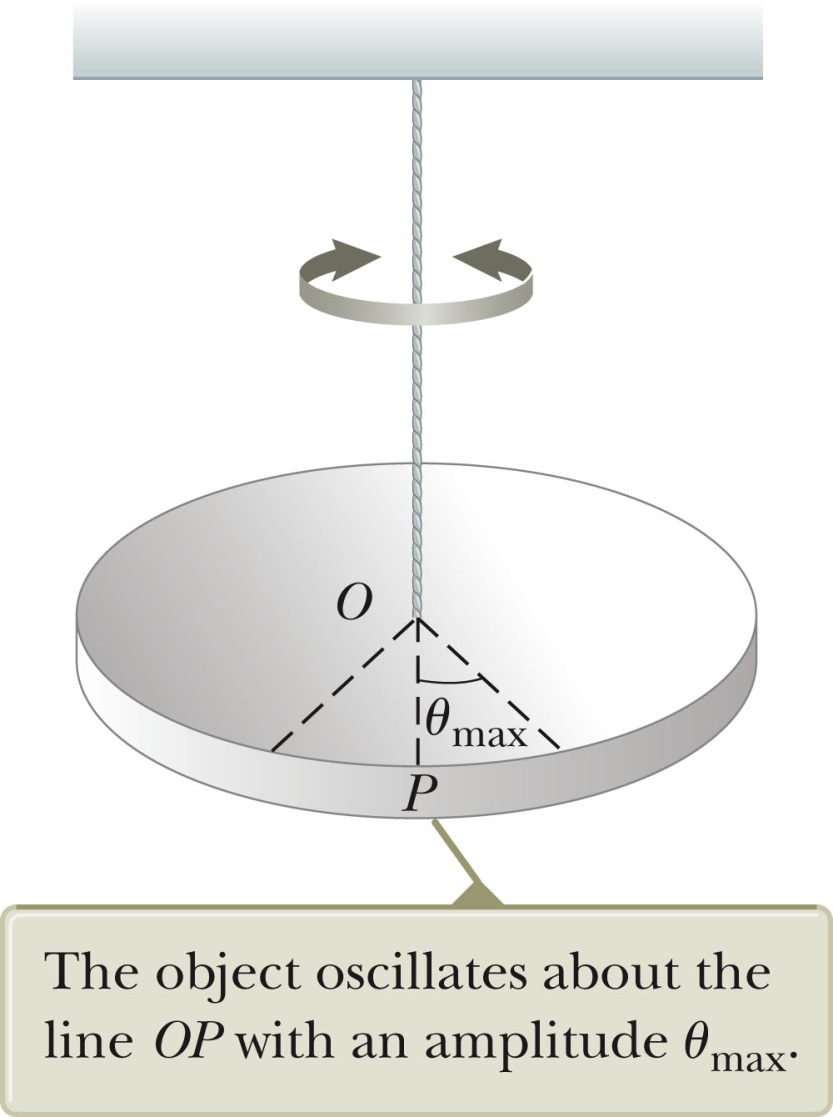 O
θmax
P
The object oscillates about the
line OP with an amplitude θmax.